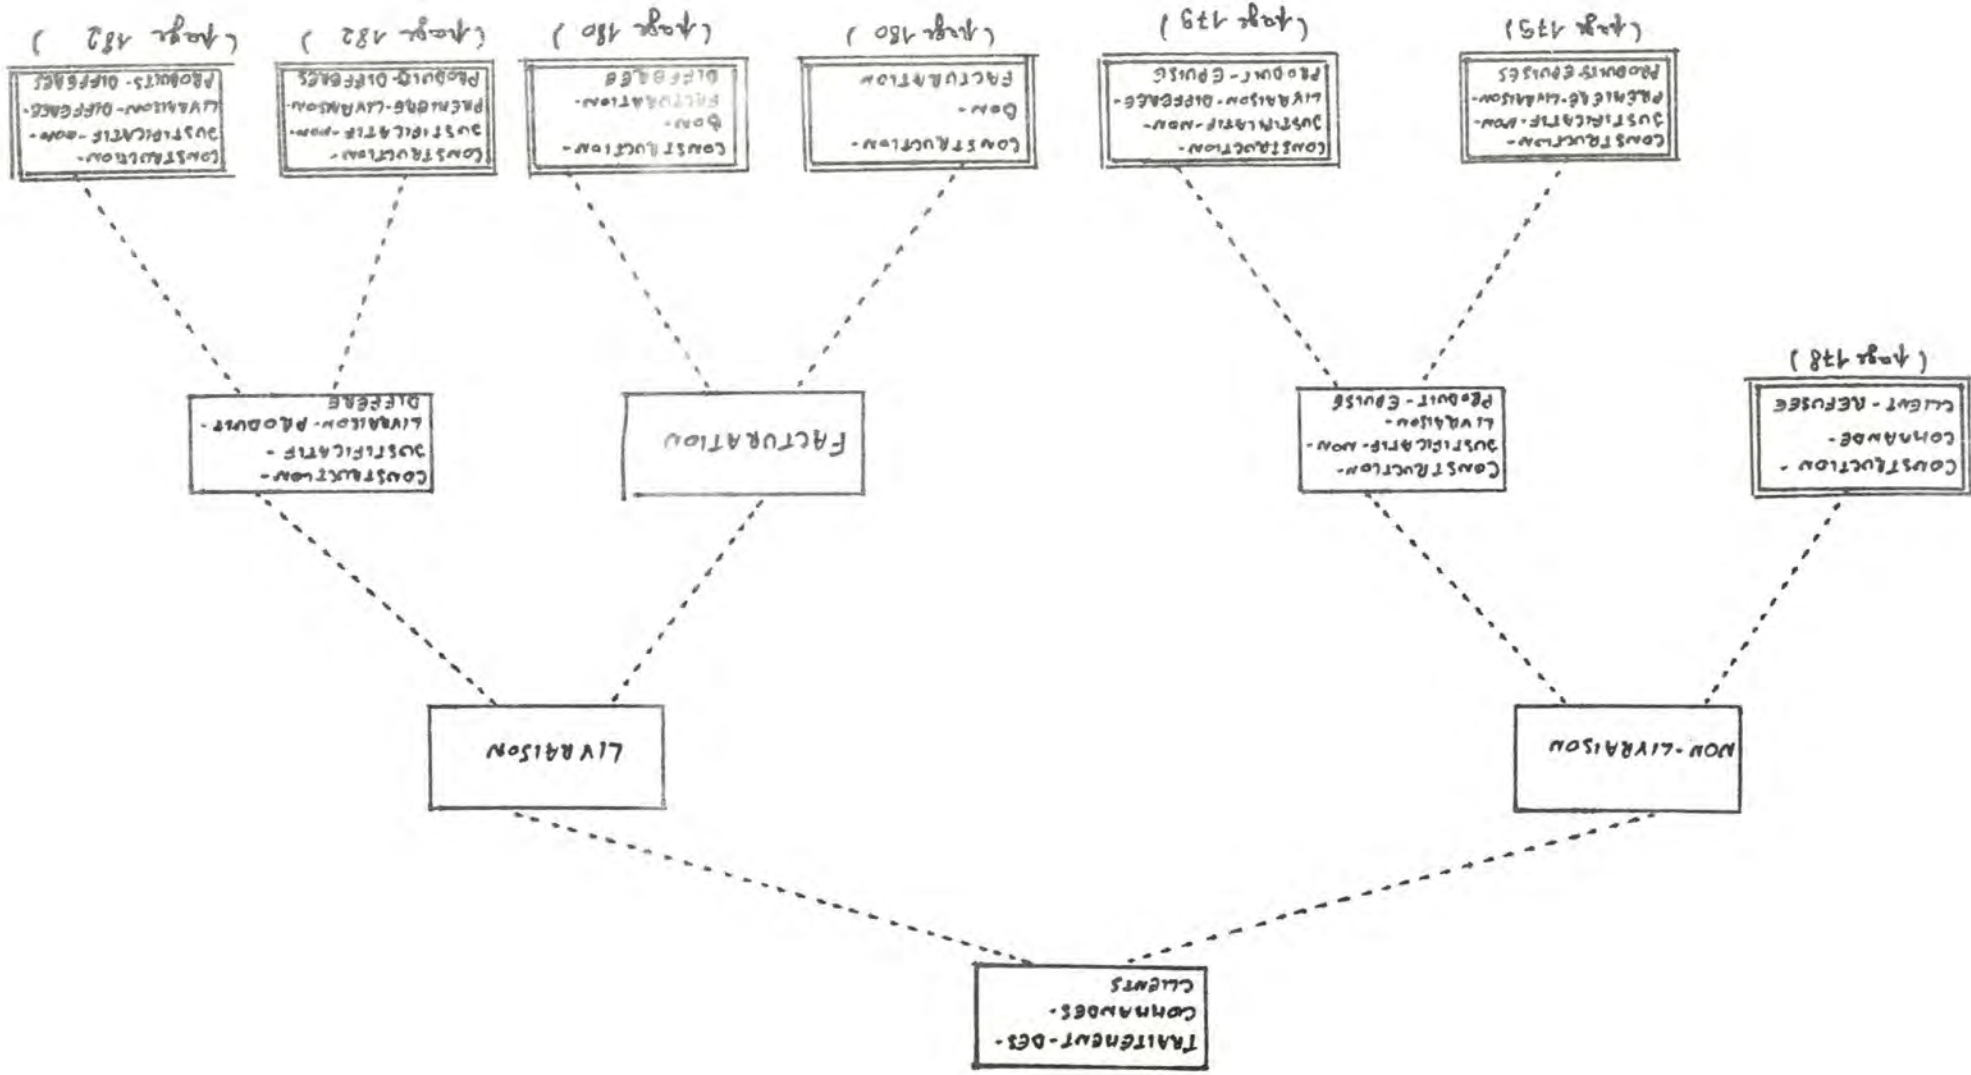 TRAITEMENT-DES-
COMMANDES-
CLIENTS
NON-LIVRAISON
LIVRAISON
CONSTRUCTION-
COMMANDE-
CLIENT-REFUSEE
(page 178)
CONSTRUCTION-
JUSTIFICATIF-NON-
LIVRAISON-
PRODUIT-EPUISE
FACTURATION
CONSTRUCTION-
JUSTIFICATIF-
LIVRAISON-PRODUIT-
DIFFERE
CONSTRUCTION-
JUSTIFICATIF-NON-
PREMIERE-LIVRAISON-
PRODUITS EPUISES
(page 179)
CONSTRUCTION-
JUSTIFICATIF-NON-
LIVRAISON-DIFFEREE-
PRODUIT-EPUISE
(page 179)
CONSTRUCTION-
BON-
FACTURATION
(page 180)
CONSTRUCTION-
BON-
FACTURATION-
DIFFEREE
(page 180)
CONSTRUCTION-
JUSTIFICATIF-NON-
PREMIERE-LIVRAISON-
PRODUITS-DIFFERES
(page 182)
CONSTRUCTION-
JUSTIFICATIF-NON-
LIVRAISON-DIFFEREE-
PRODUITS-DIFFERES
(page 182)